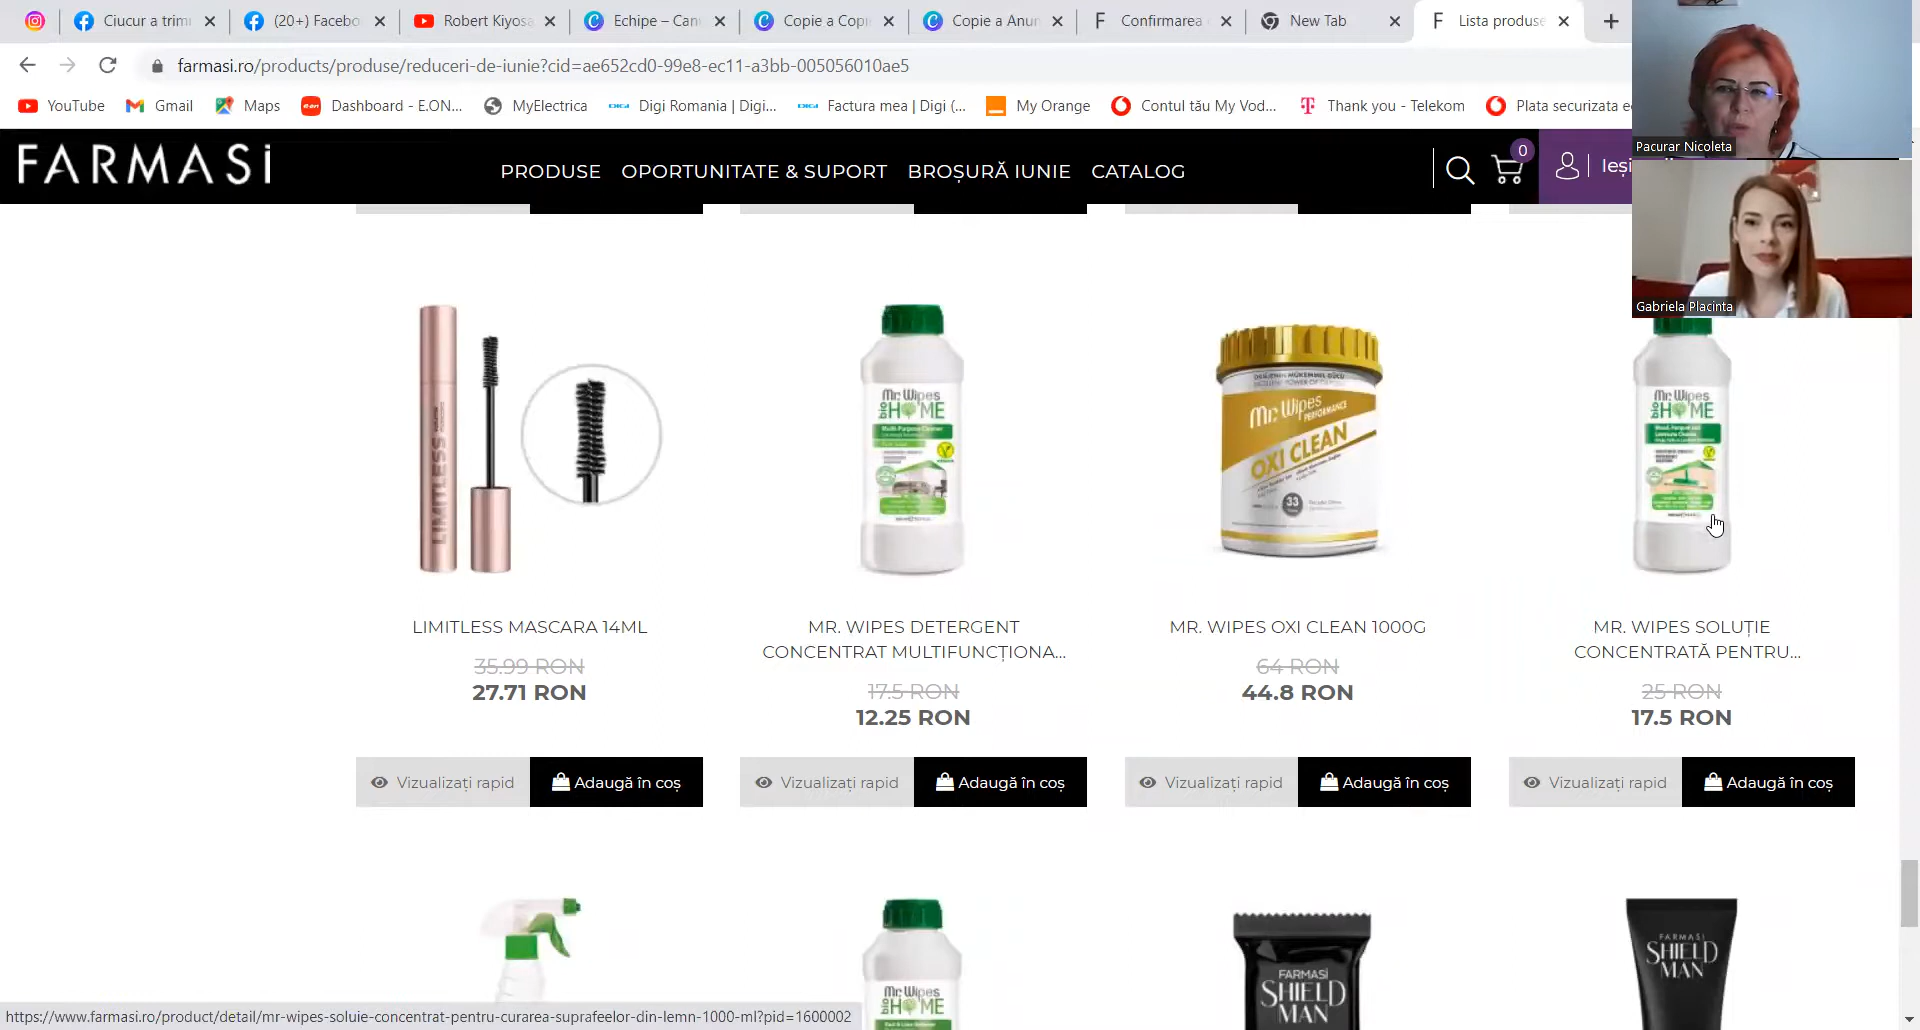 Ciucur a trimi
(20+) Facebo
Robert Kiyosa
Echipe – Can
Copie a Copi
Copie a Anun
Confirmarea
New Tab
Lista produse
farmasi.ro/products/produse/reduceri-de-iunie?cid=ae652cd0-99e8-ec11-a3bb-005056010ae5
YouTube
Gmail
Maps
Dashboard - E.ON...
MyElectrica
Digi Romania | Digi...
Factura mea | Digi (...
My Orange
Contul tău My Vod...
Thank you - Telekom
Plata securizata
Pacurar Nicoleta
Gabriela Placinta
FARMASi
PRODUSE
OPORTUNITATE & SUPORT
BROȘURĂ IUNIE
CATALOG
0
Ieși
LIMITLESS
Mr. Wipes
bio HOME
Multi-Purpose Cleaner
Mr. Wipes
PERFORMANCE
OXI CLEAN
33
Mr. Wipes
bio HOME
LIMITLESS MASCARA 14ML
35.99 RON
27.71 RON
MR. WIPES DETERGENT
CONCENTRAT MULTIFUNCȚIONA...
17.5 RON
12.25 RON
MR. WIPES OXI CLEAN 1000G
64 RON
44.8 RON
MR. WIPES SOLUȚIE
CONCENTRATĂ PENTRU...
25 RON
17.5 RON
Vizualizați rapid
Adaugă în coș
Vizualizați rapid
Adaugă în coș
Vizualizați rapid
Adaugă în coș
Vizualizați rapid
Adaugă în coș
Mr. Wipes
bio HOME
FARMASi
SHIELD
MAN
FARMASi
SHIELD
MAN
https://www.farmasi.ro/product/detail/mr-wipes-soluie-concentrat-pentru-curarea-suprafeelor-din-lemn-1000-ml?pid=1600002